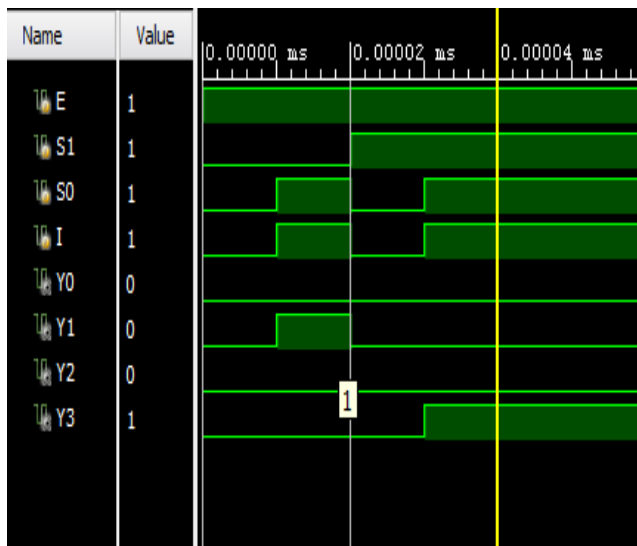 Name Value 0.00000 ms 0.00002 ms 0.00004 ms
E 1
S1 1
S0 1
I 1
Y0 0
Y1 0
Y2 0
1
Y3 1